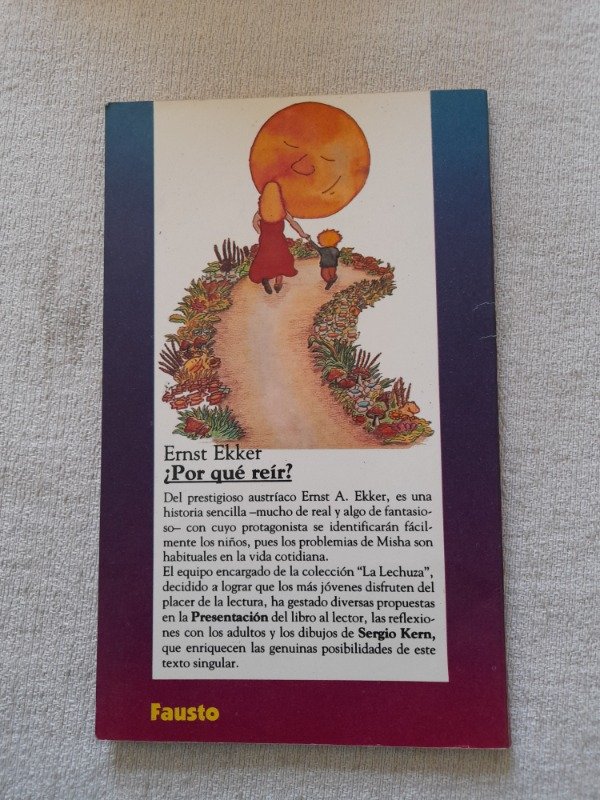 Ernst Ekker
¿Por qué reír?
Del prestigioso austríaco Ernst A. Ekker, es una
historia sencilla –mucho de real y algo de fantasio-
so– con cuyo protagonista se identificarán fácil-
mente los niños, pues los problemias de Misha son
habituales en la vida cotidiana.
El equipo encargado de la colección “La Lechuza”,
decidido a lograr que los más jóvenes disfruten del
placer de la lectura, ha gestado diversas propuestas
en la Presentación del libro al lector, las reflexio-
nes con los adultos y los dibujos de Sergio Kern,
que enriquecen las genuinas posibilidades de este
texto singular.
Fausto